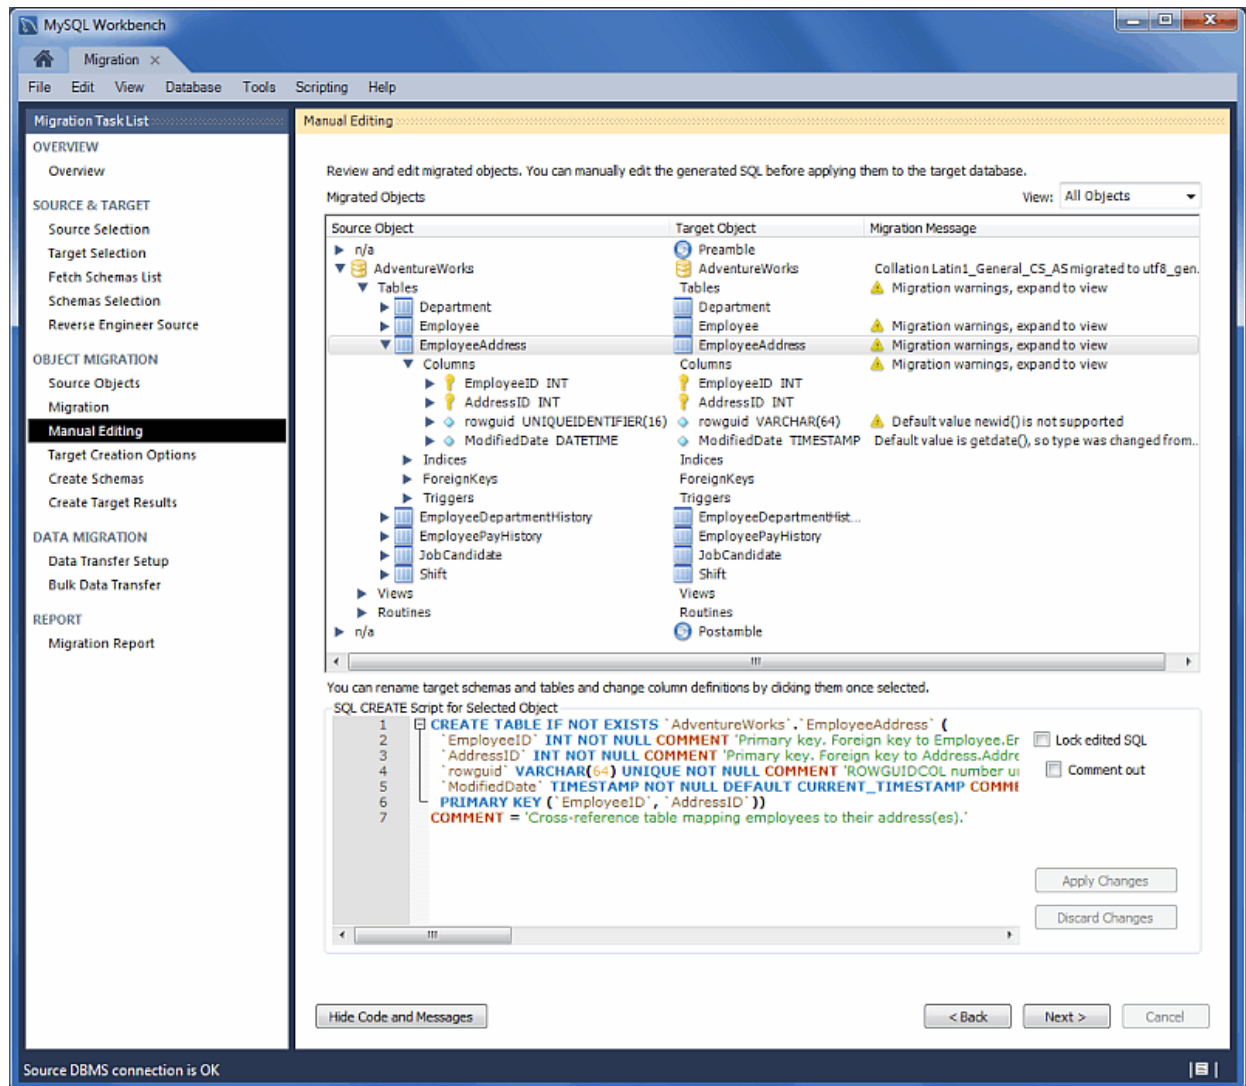 MySQL Workbench
Migration
File Edit View Database Tools Scripting Help
Migration Task List
OVERVIEW
Overview
SOURCE & TARGET
Source Selection
Target Selection
Fetch Schemas List
Schemas Selection
Reverse Engineer Source
OBJECT MIGRATION
Source Objects
Migration
Manual Editing
Target Creation Options
Create Schemas
Create Target Results
DATA MIGRATION
Data Transfer Setup
Bulk Data Transfer
REPORT
Migration Report
Manual Editing
Review and edit migrated objects. You can manually edit the generated SQL before applying them to the target database.
Migrated Objects View: All Objects
Source Object Target Object Migration Message
n/a Preamble
AdventureWorks AdventureWorks Collation Latin1_General_CS_AS migrated to utf8_gen.
Tables Tables Migration warnings, expand to view
Department Department
Employee Employee Migration warnings, expand to view
EmployeeAddress EmployeeAddress Migration warnings, expand to view
Columns Columns Migration warnings, expand to view
EmployeeID INT EmployeeID INT
AddressID INT AddressID INT
rowguid UNIQUEIDENTIFIER(16) rowguid VARCHAR(64) Default value newid() is not supported
ModifiedDate DATETIME ModifiedDate TIMESTAMP Default value is getdate(), so type was changed from...
Indices Indices
ForeignKeys ForeignKeys
Triggers Triggers
EmployeeDepartmentHistory EmployeeDepartmentHist...
EmployeePayHistory EmployeePayHistory
JobCandidate JobCandidate
Shift Shift
Views Views
Routines Routines
n/a Postamble
You can rename target schemas and tables and change column definitions by clicking them once selected.
SQL CREATE Script for Selected Object
1 CREATE TABLE IF NOT EXISTS `AdventureWorks`.`EmployeeAddress` (
2 `EmployeeID` INT NOT NULL COMMENT 'Primary key. Foreign key to Employee.Er
3 `AddressID` INT NOT NULL COMMENT 'Primary key. Foreign key to Address.Addre
4 `rowguid` VARCHAR(64) UNIQUE NOT NULL COMMENT 'ROWGUIDCOL number ui
5 `ModifiedDate` TIMESTAMP NOT NULL DEFAULT CURRENT_TIMESTAMP COMME
6 PRIMARY KEY (`EmployeeID`, `AddressID`))
7 COMMENT = 'Cross-reference table mapping employees to their address(es).'
Lock edited SQL
Comment out
Apply Changes
Discard Changes
Hide Code and Messages < Back Next > Cancel
Source DBMS connection is OK